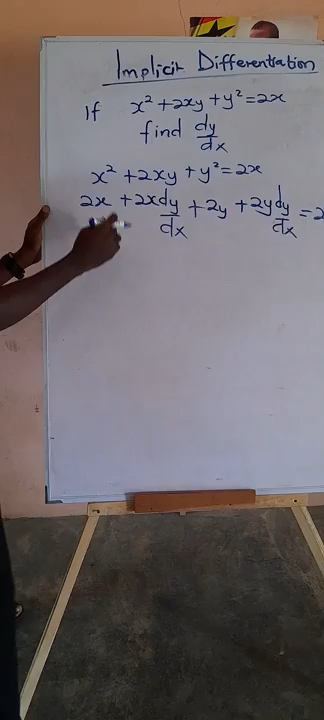 Implicit Differentiation
If x² + 2xy + y² = 2x
find dy/dx
x² + 2xy + y² = 2x
2x + 2x dy/dx + 2y + 2y dy/dx = 2